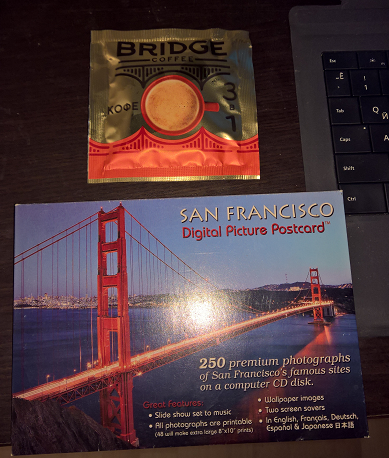 BRIDGE
COFFEE
КОФЕ
3
в
1
Esc
Ё
!
1
Tab
Q
Й
Caps
A
Shift
Ctrl
SAN FRANCISCO
Digital Picture Postcard™
250 premium photographs
of San Francisco's famous sites
on a computer CD disk.
Great Features:
• Slide show set to music
• All photographs are printable
(48 will make extra large 8"x10" prints)
• Wallpaper images
• Two screen savers
• In English, Français, Deutsch,
Español & Japanese 日本語